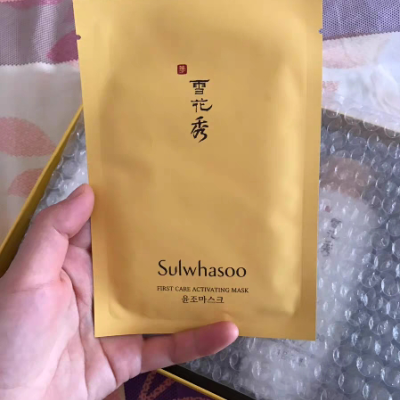 雪
花
秀
Sulwhasoo
FIRST CARE ACTIVATING MASK
윤조마스크